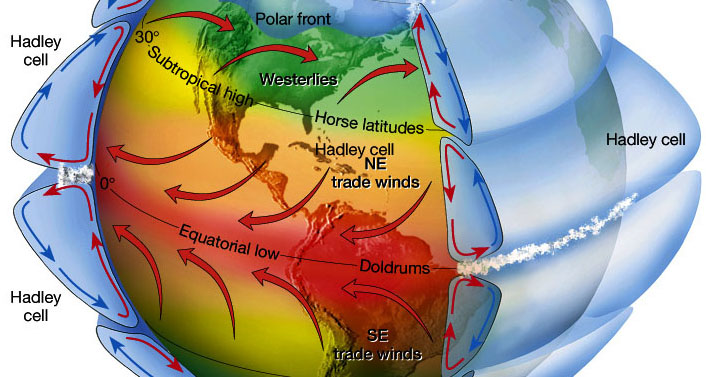 Polar front
Hadley
cell
30°
Subtropical high
Westerlies
Horse latitudes
Hadley cell
Hadley cell
NE
trade winds
0°
Equatorial low
Doldrums
Hadley
cell
SE
trade winds